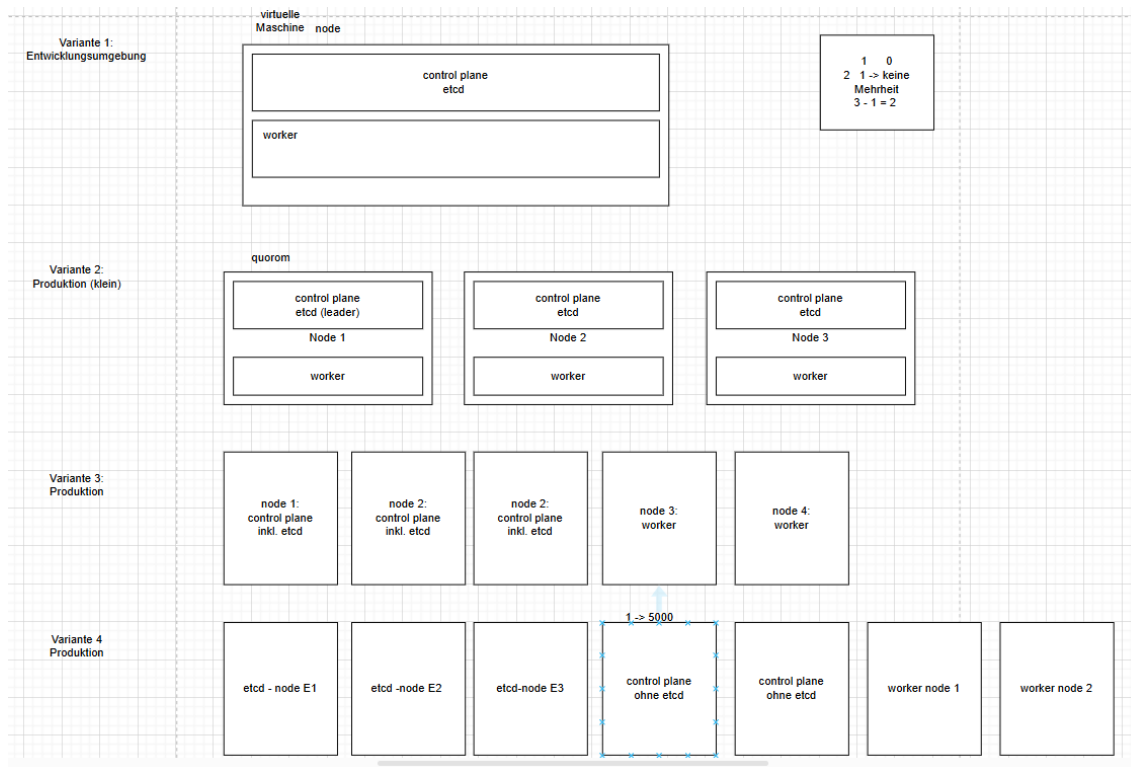 virtuelle
Maschine node
Variante 1:
Entwicklungsumgebung
control plane
etcd
worker
1 0
2 1 -> keine
Mehrheit
3 - 1 = 2
quorom
Variante 2:
Produktion (klein)
control plane
etcd (leader)
Node 1
worker
control plane
etcd
Node 2
worker
control plane
etcd
Node 3
worker
Variante 3:
Produktion
node 1:
control plane
inkl. etcd
node 2:
control plane
inkl. etcd
node 2:
control plane
inkl. etcd
node 3:
worker
node 4:
worker
1 -> 5000
Variante 4
Produktion
etcd - node E1
etcd -node E2
etcd-node E3
control plane
ohne etcd
control plane
ohne etcd
worker node 1
worker node 2